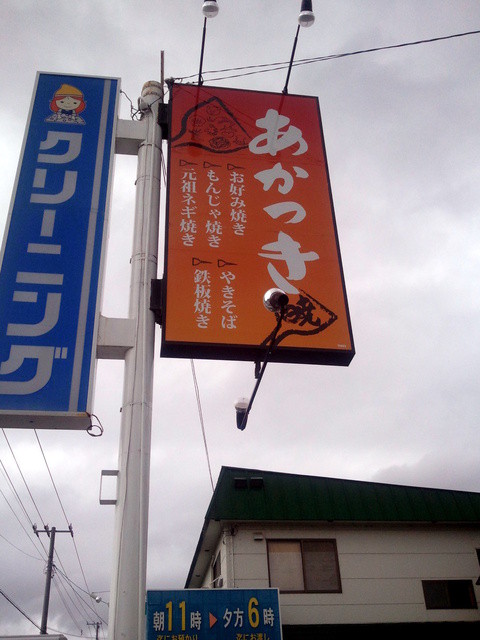 クリーニング
あかつき
お好み焼き
もんじゃ焼き
元祖ネギ焼き
やきそば
鉄板焼き
朝11時 夕方6時